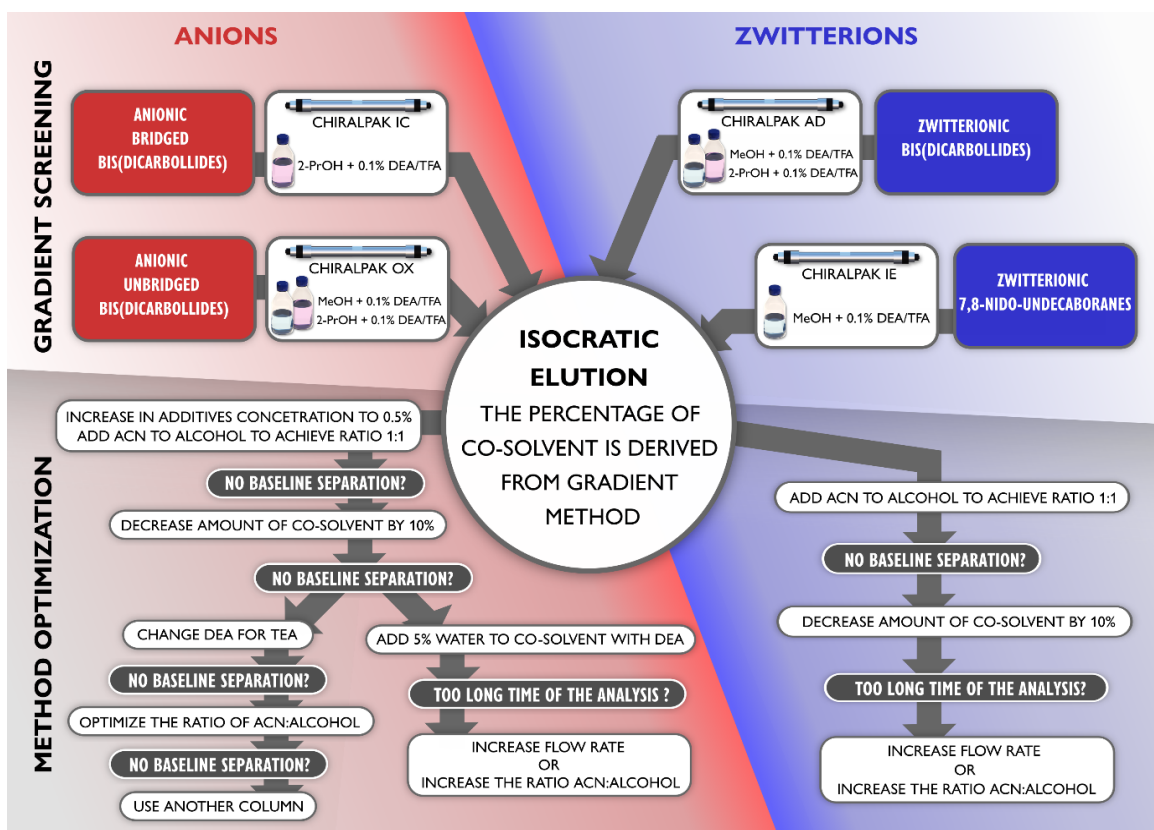 ANIONS
ZWITTERIONS
GRADIENT SCREENING
ANIONIC
BRIDGED
BIS(DICARBOLLIDES)
CHIRALPAK IC
2-PrOH + 0.1% DEA/TFA
CHIRALPAK AD
MeOH + 0.1% DEA/TFA
2-PrOH + 0.1% DEA/TFA
ZWITTERIONIC
BIS(DICARBOLLIDES)
ANIONIC
UNBRIDGED
BIS(DICARBOLLIDES)
CHIRALPAK OX
MeOH + 0.1% DEA/TFA
2-PrOH + 0.1% DEA/TFA
CHIRALPAK IE
MeOH + 0.1% DEA/TFA
ZWITTERIONIC
7,8-NIDO-UNDECABORANES
ISOCRATIC
ELUTION
THE PERCENTAGE OF
CO-SOLVENT IS DERIVED
FROM GRADIENT
METHOD
METHOD OPTIMIZATION
INCREASE IN ADDITIVES CONCETRATION TO 0.5%
ADD ACN TO ALCOHOL TO ACHIEVE RATIO 1:1
NO BASELINE SEPARATION?
DECREASE AMOUNT OF CO-SOLVENT BY 10%
NO BASELINE SEPARATION?
CHANGE DEA FOR TEA
NO BASELINE SEPARATION?
OPTIMIZE THE RATIO OF ACN:ALCOHOL
NO BASELINE SEPARATION?
USE ANOTHER COLUMN
ADD 5% WATER TO CO-SOLVENT WITH DEA
TOO LONG TIME OF THE ANALYSIS ?
INCREASE FLOW RATE
OR
INCREASE THE RATIO ACN:ALCOHOL
ADD ACN TO ALCOHOL TO ACHIEVE RATIO 1:1
NO BASELINE SEPARATION?
DECREASE AMOUNT OF CO-SOLVENT BY 10%
TOO LONG TIME OF THE ANALYSIS?
INCREASE FLOW RATE
OR
INCREASE THE RATIO ACN:ALCOHOL